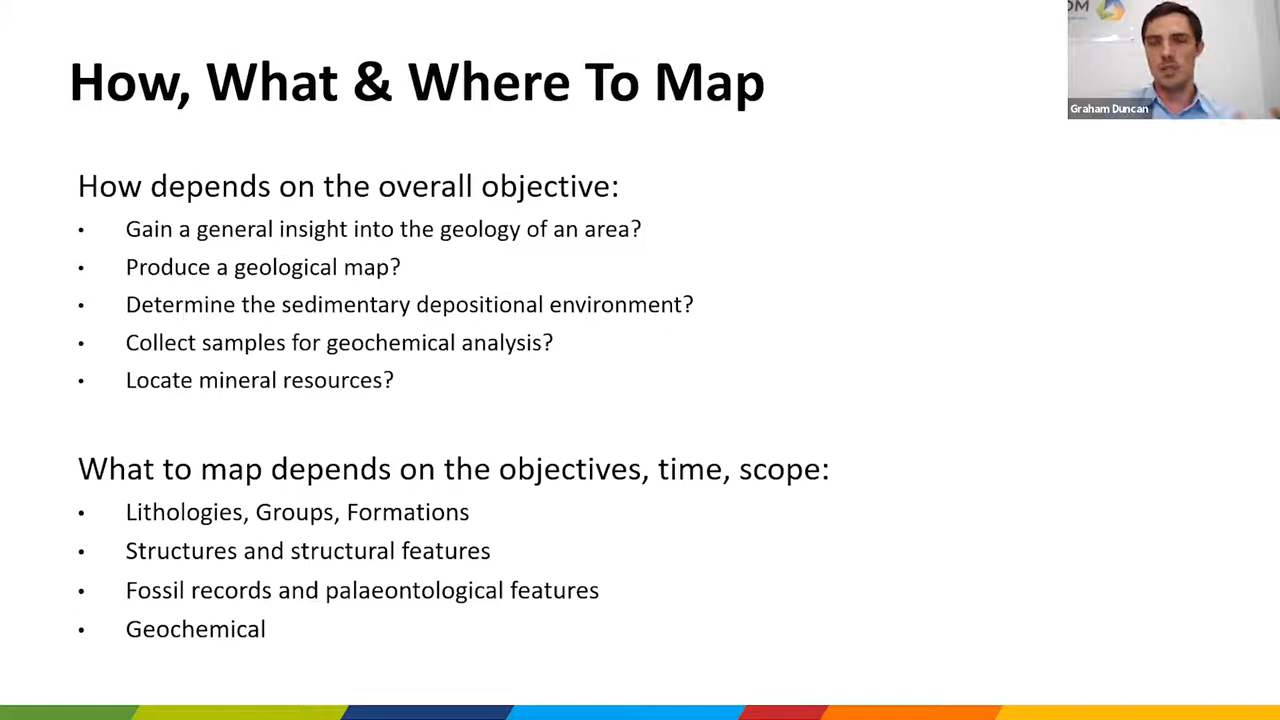 How, What & Where To Map
Graham Duncan
How depends on the overall objective:
• Gain a general insight into the geology of an area?
• Produce a geological map?
• Determine the sedimentary depositional environment?
• Collect samples for geochemical analysis?
• Locate mineral resources?
What to map depends on the objectives, time, scope:
• Lithologies, Groups, Formations
• Structures and structural features
• Fossil records and palaeontological features
• Geochemical